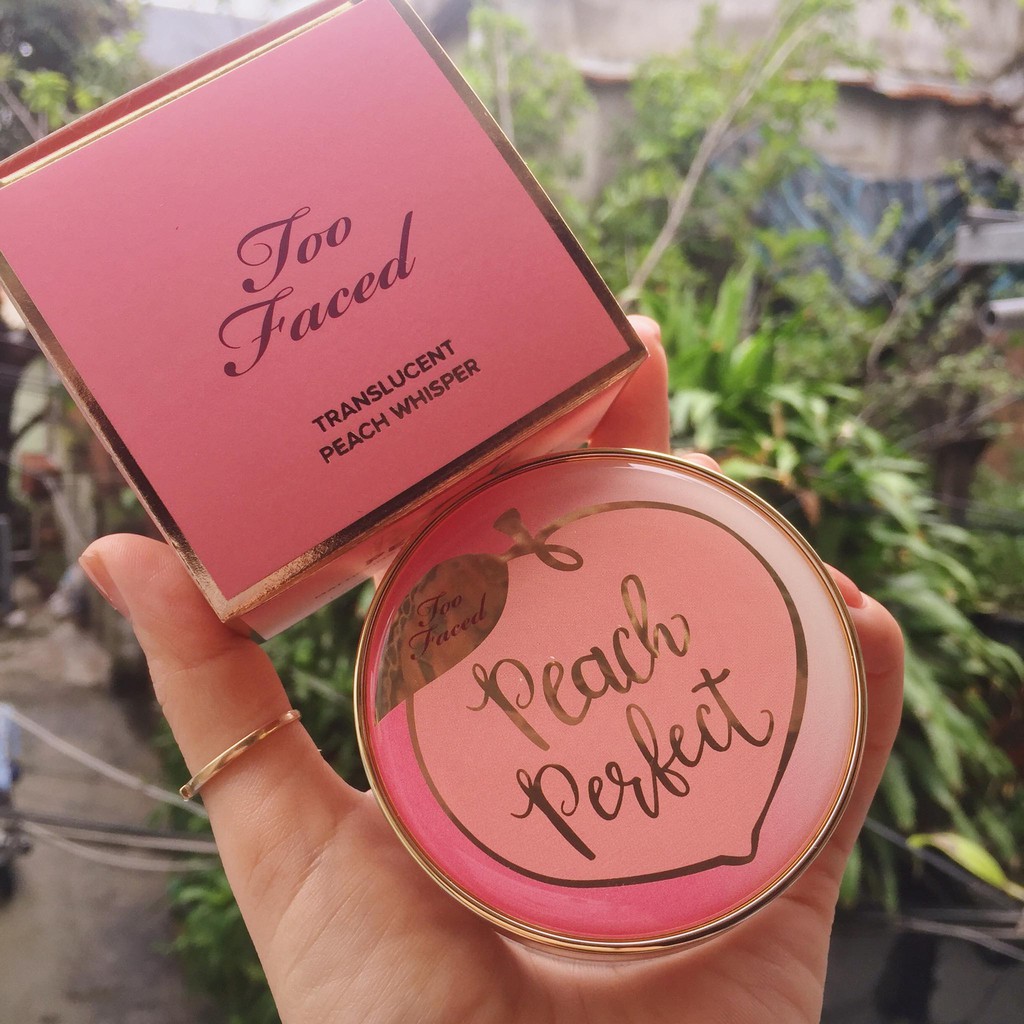 Too
Faced
TRANSLUCENT
PEACH WHISPER
Too
Faced
Peach
Perfect